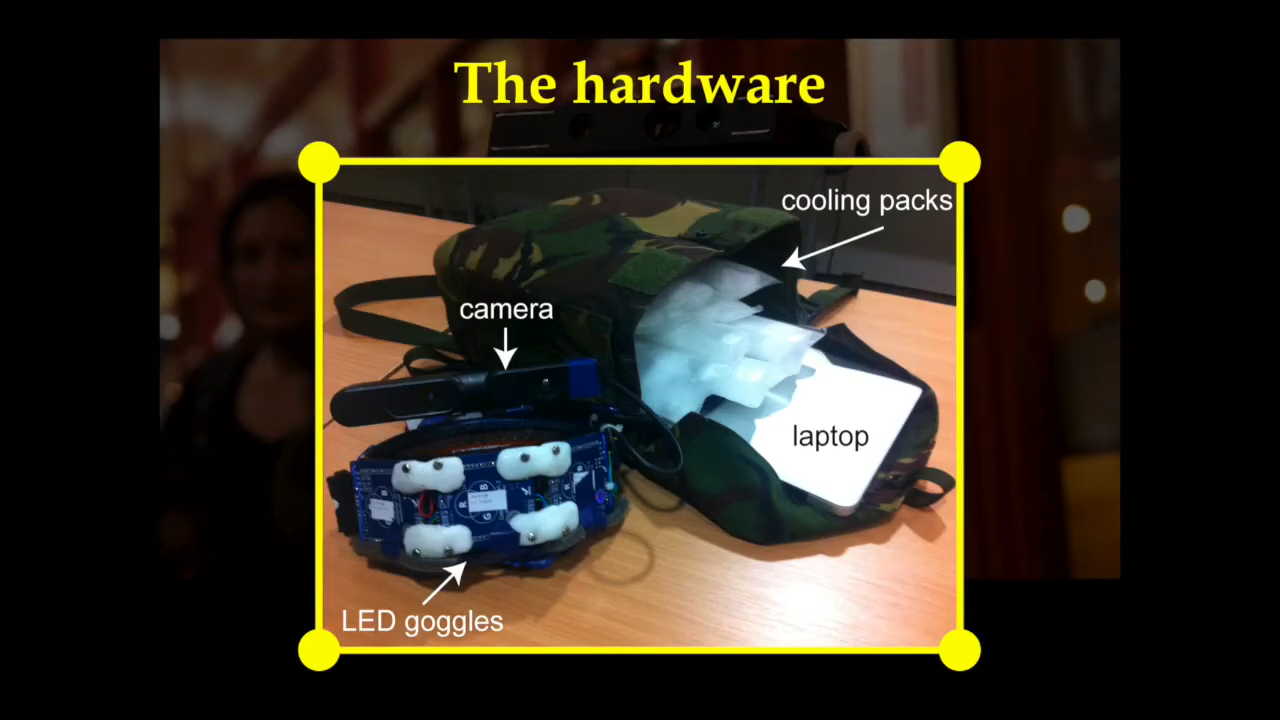 The hardware
cooling packs
camera
laptop
LED goggles